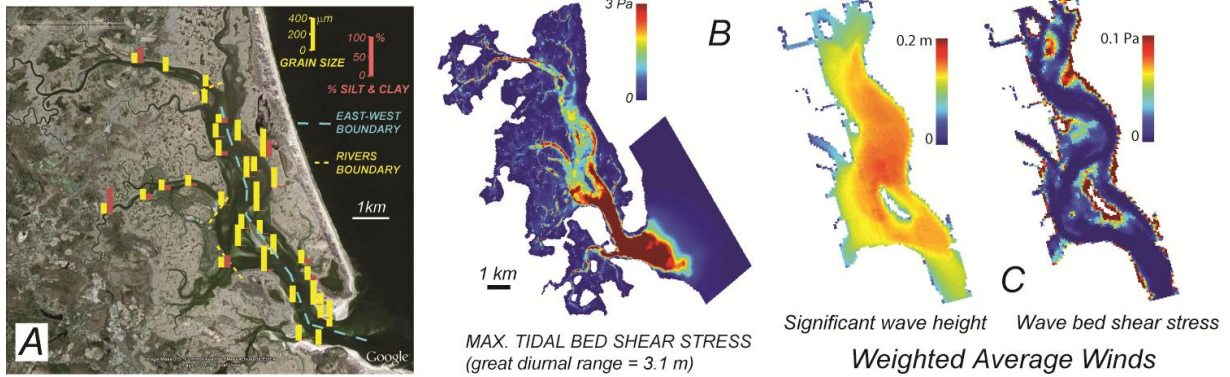 400 μm
200
0
GRAIN SIZE
100 %
50
0
% SILT & CLAY
EAST-WEST
BOUNDARY
RIVERS
BOUNDARY
1km
A
Google
3 Pa
0
B
1 km
MAX. TIDAL BED SHEAR STRESS
(great diurnal range = 3.1 m)
0.2 m
0 m
0.1 Pa
0 Pa
C
Significant wave height
Wave bed shear stress
Weighted Average Winds